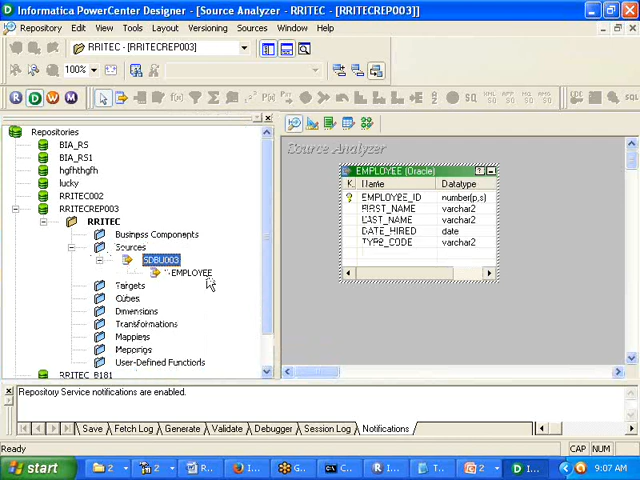 Informatica PowerCenter Designer - [Source Analyzer - RRITEC - [RRITECREP003]]
Repository Edit View Tools Layout Versioning Sources Window Help
RRITEC - [RRITECREP003]
100%
R D W M
Repositories
BIA_RS
BIA_RS1
hgfhthgfh
lucky
RRITEC002
RRITECREP003
RRITEC
Business Components
Sources
SDBU003
EMPLOYEE
Targets
Cubes
Dimensions
Transformations
Mapplets
Mappings
User-Defined Functions
RRITEC_B181
Source Analyzer
EMPLOYEE (Oracle)
K. Name Datatype
EMPLOYEE_ID number(p,s)
FIRST_NAME varchar2
LAST_NAME varchar2
DATE_HIRED date
TYPE_CODE varchar2
Repository Service notifications are enabled.
Save Fetch Log Generate Validate Debugger Session Log Notifications
Ready CAP NUM
start 2 2 R... I... G... C... R I... T... 2 1... 9:07 AM